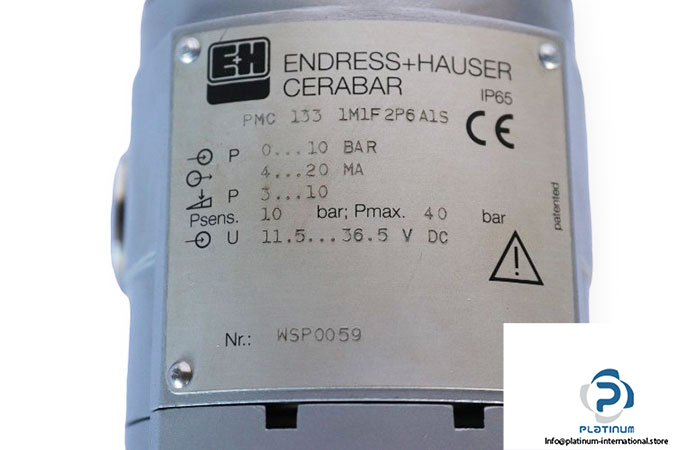 E+H ENDRESS+HAUSER
CERABAR
IP65
PMC 133 1M1F2P6A1S
CE
P 0...10 BAR
4...20 MA
P 3...10
Psens. 10 bar; Pmax. 40 bar
U 11.5...36.5 V DC
patented
Nr.: WSP0059
PLATINUM
Info@platinum-international.store